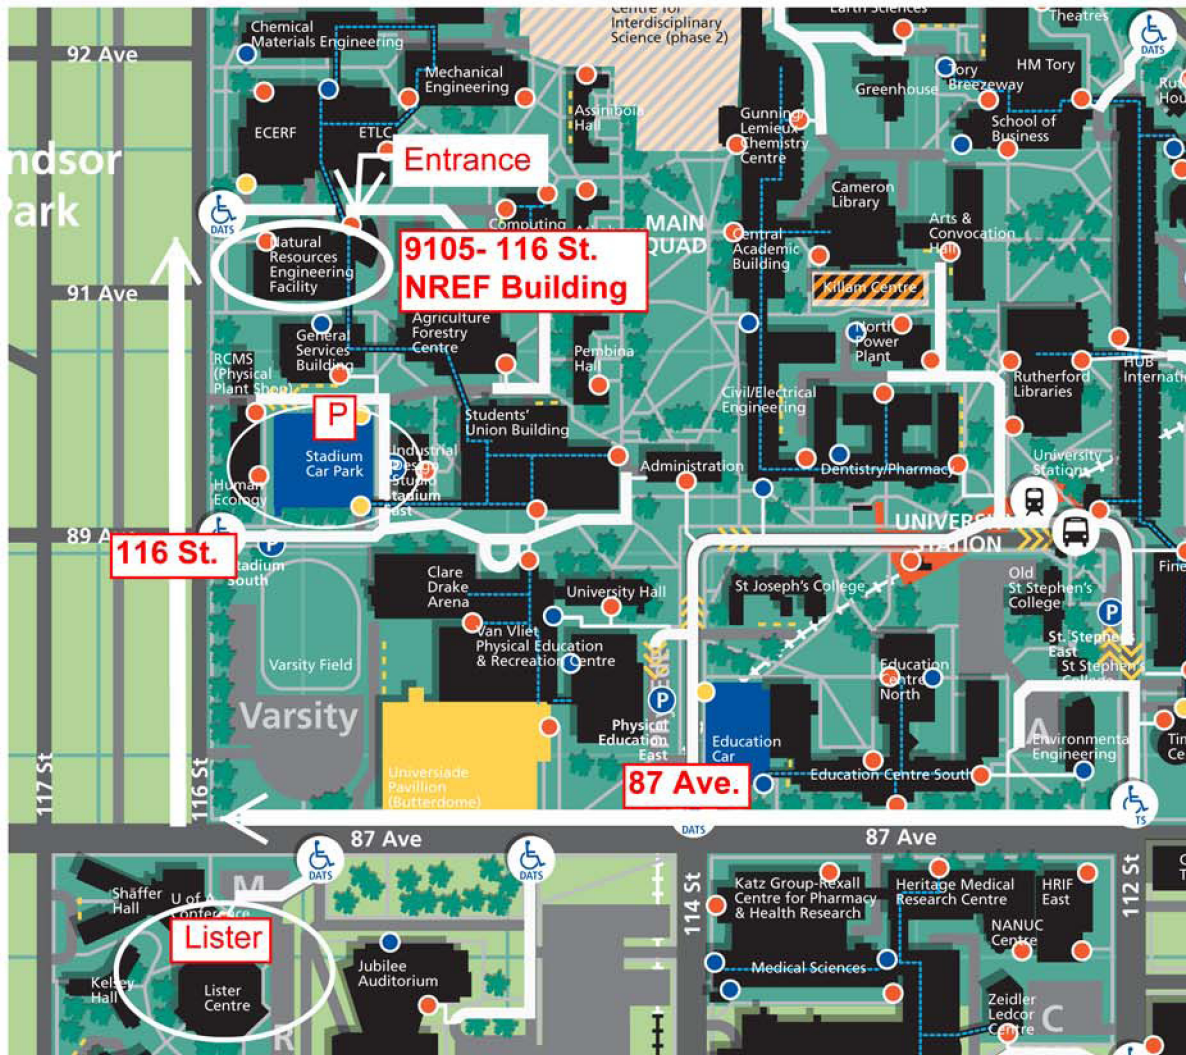 Centre for
Interdisciplinary
Science (phase 2)
Earth Sciences
Theatres
DATS
Chemical
Materials Engineering
92 Ave
Mechanical
Engineering
HM Tory
Tory
Breezeway
Greenhouse
ECERF
ETLC
Assiniboia
Hall
Gunning/
Lemieux
Chemistry
Centre
School of
Business
Entrance
ndsor
Park
DATS
Computing
MAIN
QUAD
Cameron
Library
Arts &
Convocation
Hall
Natural
Resources
Engineering
Facility
9105- 116 St.
NREF Building
Central
Academic
Building
Killam Centre
91 Ave
General
Services
Building
Agriculture
Forestry
Centre
North
Power
Plant
RCMS
(Physical
Plant Shop)
Pembina
Hall
Civil/Electrical
Engineering
Rutherford
Libraries
HUB
Internati
P
Students'
Union Building
Stadium
Car Park
P
Industrial
Design
Studio
Stadium
East
Human
Ecology
Administration
Dentistry/Pharmacy
University
Station
UNIVERSITY
STATION
89 Ave
116 St.
P
Stadium
South
Clare
Drake
Arena
University Hall
St Joseph's College
Old
St Stephen's
College
Fine
P
Varsity Field
Van Vliet
Physical Education
& Recreation Centre
St. Stephen's
East
St Stephen's
College
Education
Centre
North
P
Varsity
Physical
Education
East
Education
Car
A
Environmental
Engineering
Tim
Ce
Universiade
Pavilion
(Butterdome)
87 Ave.
Education Centre South
117 St
116 St
DATS
TS
87 Ave
87 Ave
DATS
DATS
114 St
112 St
Shaffer
Hall
U of A
Conference
M
Katz Group-Rexall
Centre for Pharmacy
& Health Research
Heritage Medical
Research Centre
HRIF
East
NANUC
Centre
Lister
Kelsey
Hall
Lister
Centre
Jubilee
Auditorium
Medical Sciences
Zeidler
Ledcor
Centre
C
R